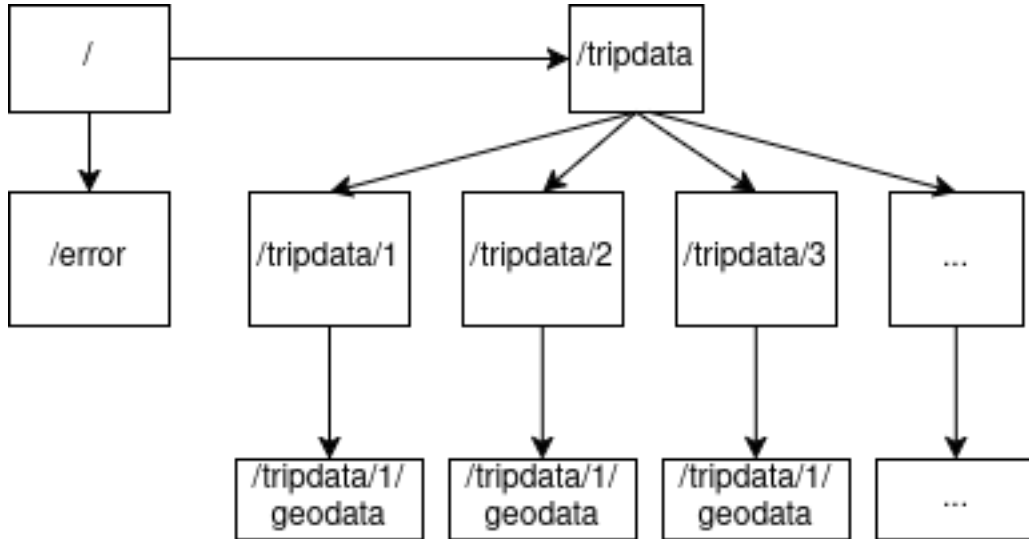 /
/tripdata
/error
/tripdata/1
/tripdata/2
/tripdata/3
...
/tripdata/1/
geodata
/tripdata/1/
geodata
/tripdata/1/
geodata
...